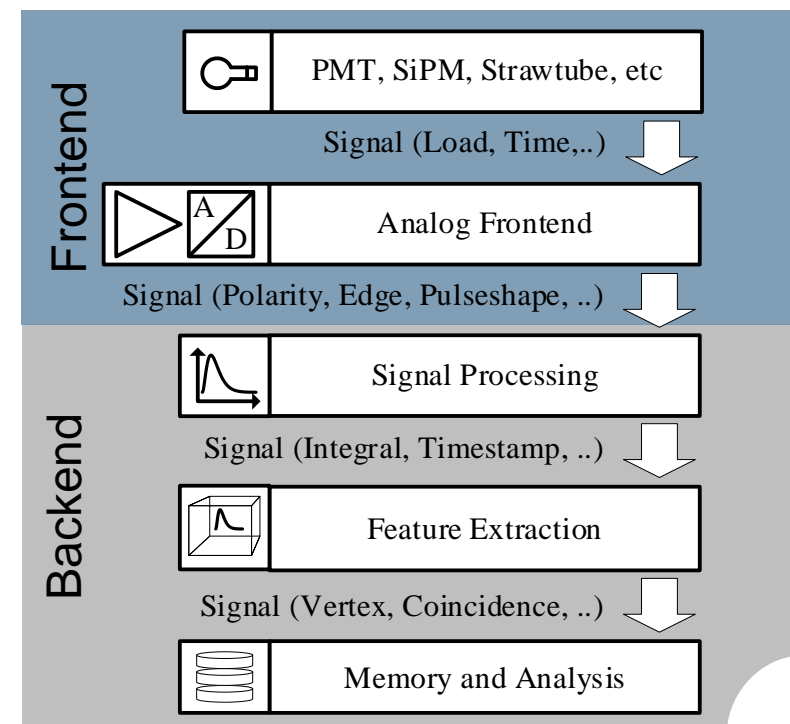 Frontend
PMT, SiPM, Strawtube, etc
Signal (Load, Time,..)
A
D
Analog Frontend
Signal (Polarity, Edge, Pulseshape, ..)
Backend
Signal Processing
Signal (Integral, Timestamp, ..)
Feature Extraction
Signal (Vertex, Coincidence, ..)
Memory and Analysis